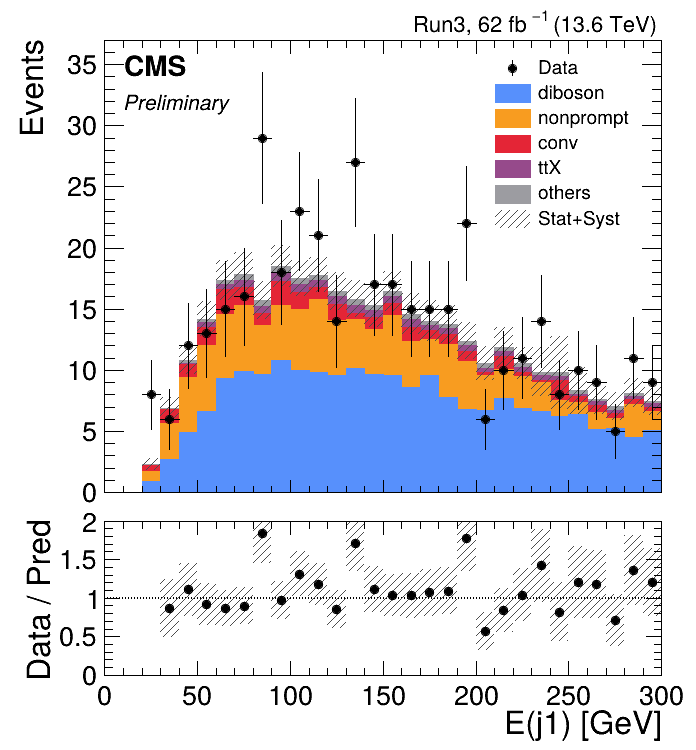 Run3, 62 fb⁻¹ (13.6 TeV)
CMS
Preliminary
Events
35
30
25
20
15
10
5
0
Data
diboson
nonprompt
conv
ttX
others
Stat+Syst
Data / Pred
2
1.5
1
0.5
0
0 50 100 150 200 250 300
E(j1) [GeV]